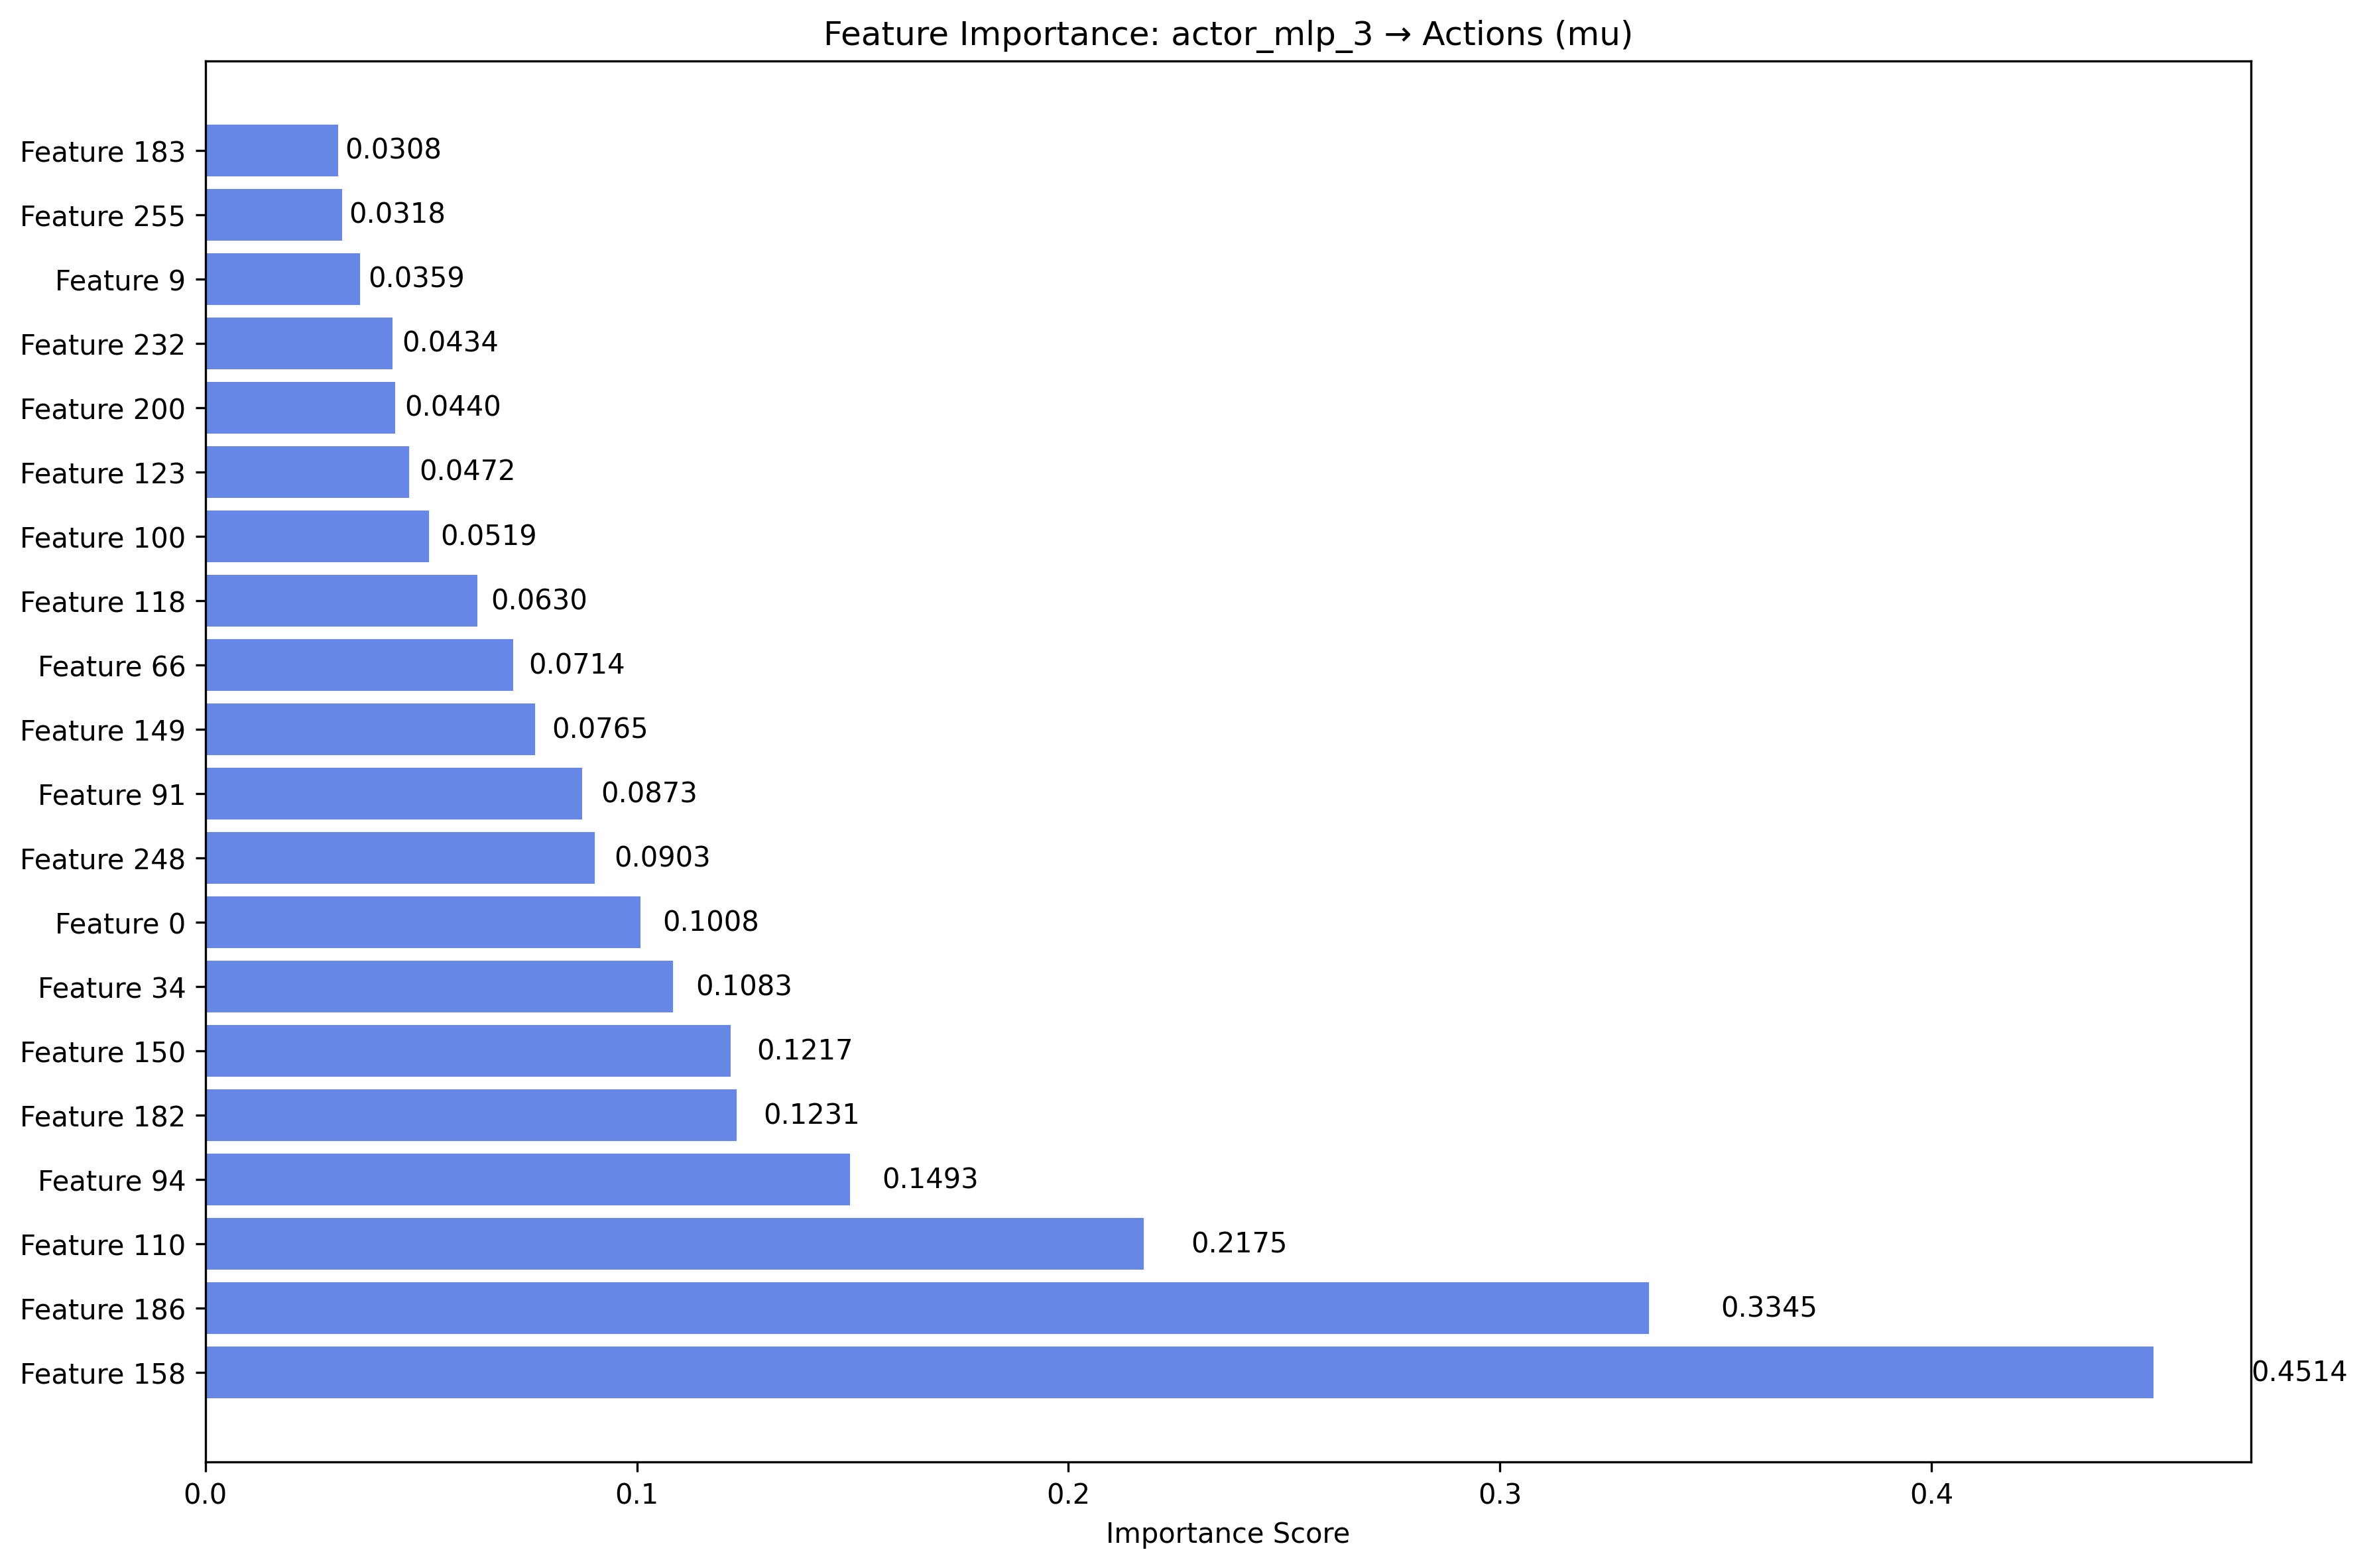 Feature Importance: actor_mlp_3 → Actions (mu)
Feature 183 0.0308
Feature 255 0.0318
Feature 9 0.0359
Feature 232 0.0434
Feature 200 0.0440
Feature 123 0.0472
Feature 100 0.0519
Feature 118 0.0630
Feature 66 0.0714
Feature 149 0.0765
Feature 91 0.0873
Feature 248 0.0903
Feature 0 0.1008
Feature 34 0.1083
Feature 150 0.1217
Feature 182 0.1231
Feature 94 0.1493
Feature 110 0.2175
Feature 186 0.3345
Feature 158 0.4514
0.0 0.1 0.2 0.3 0.4
Importance Score